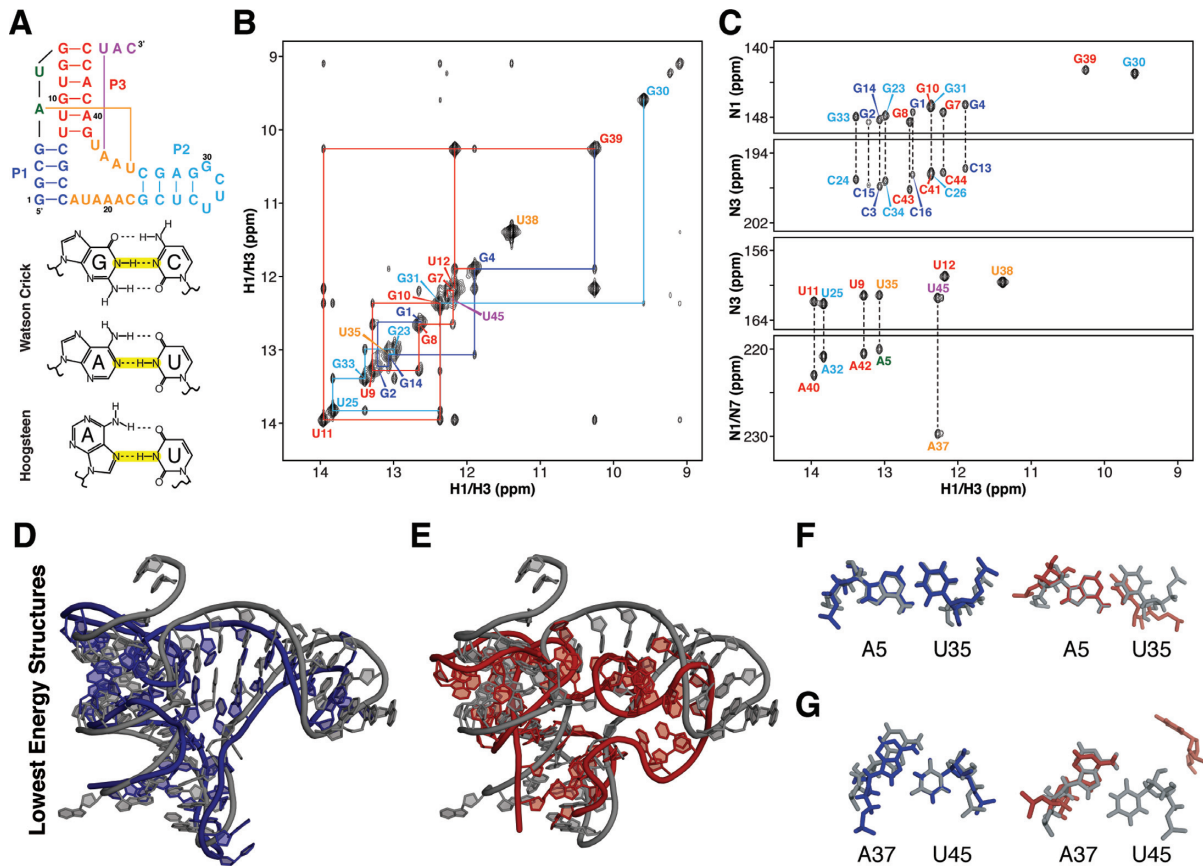 A
G C U A C 3'
G C
U U A P3
G C
A 10 U A 40
U G U
G C A A U C G A G G 30
P1 C G P2 C
G C U
1 G C A U A A A C G C U C U
5' 20
Watson Crick
G N H N C
O H N
N H O
A N H N U
Hoogsteen
A N H N U
B
H1/H3 (ppm)
9
10
11
12
13
14
G30
G39
U38
U12
G4
G7
G31
G10
U45
G1
U35
G23
G8
G33
U9
G2
G14
U25
U11
14 13 12 11 10 9
H1/H3 (ppm)
C
N1 (ppm)
140
148
G39 G30
G14 G23 G10 G31
G33 G2 G8 G1 G7 G4
N3 (ppm)
194
202
C24 C15 C41 C44 C13
C3 C34 C43 C16 C26
N3 (ppm)
156
164
U11 U25 U9 U35 U45 U12 U38
N1/N7 (ppm)
220
230
A40 A32 A42 A5
A37
14 13 12 11 10 9
H1/H3 (ppm)
D
Lowest Energy Structures
E
F
A5 U35 A5 U35
G
A37 U45 A37 U45